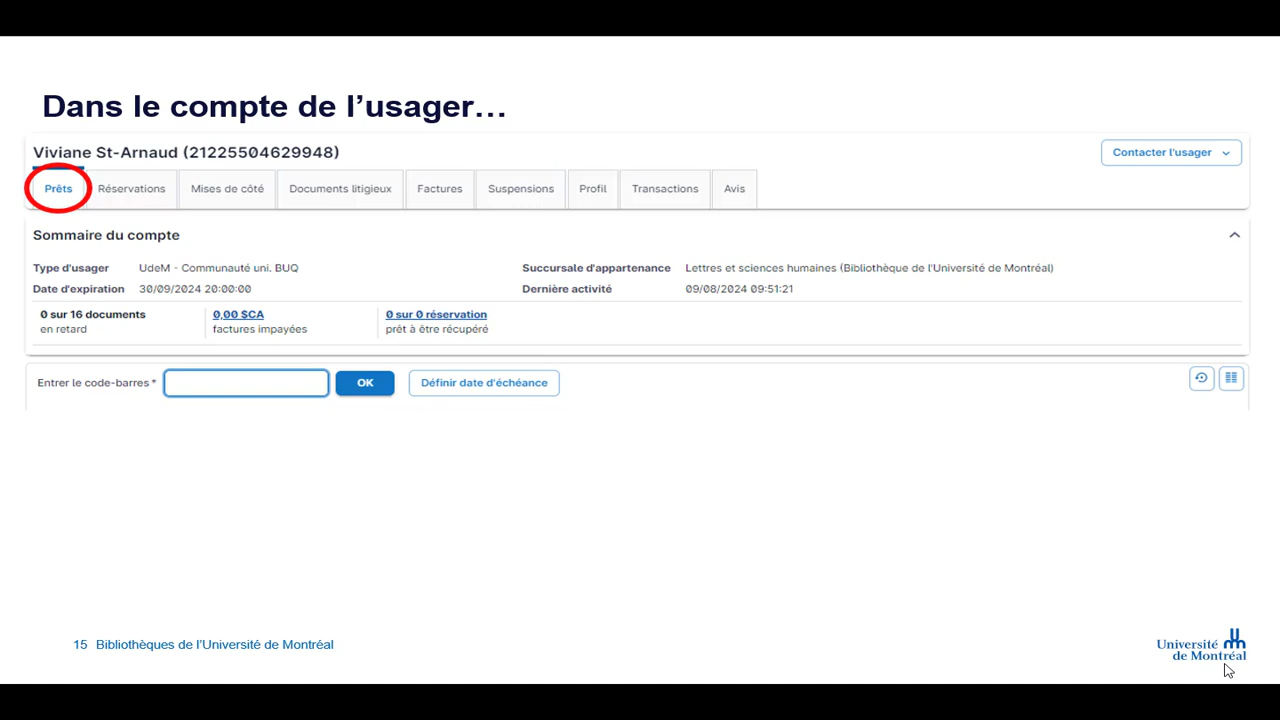 Dans le compte de l’usager…
Viviane St-Arnaud (21225504629948)
Contacter l'usager
Prêts
Réservations
Mises de côté
Documents litigieux
Factures
Suspensions
Profil
Transactions
Avis
Sommaire du compte
Type d'usager UdeM - Communauté uni. BUQ
Succursale d'appartenance Lettres et sciences humaines (Bibliothèque de l'Université de Montréal)
Date d'expiration 30/09/2024 20:00:00
Dernière activité 09/08/2024 09:51:21
0 sur 16 documents
en retard
0,00 $CA
factures impayées
0 sur 0 réservation
prêt à être récupéré
Entrer le code-barres *
OK
Définir date d'échéance
15 Bibliothèques de l’Université de Montréal
Université
de Montréal